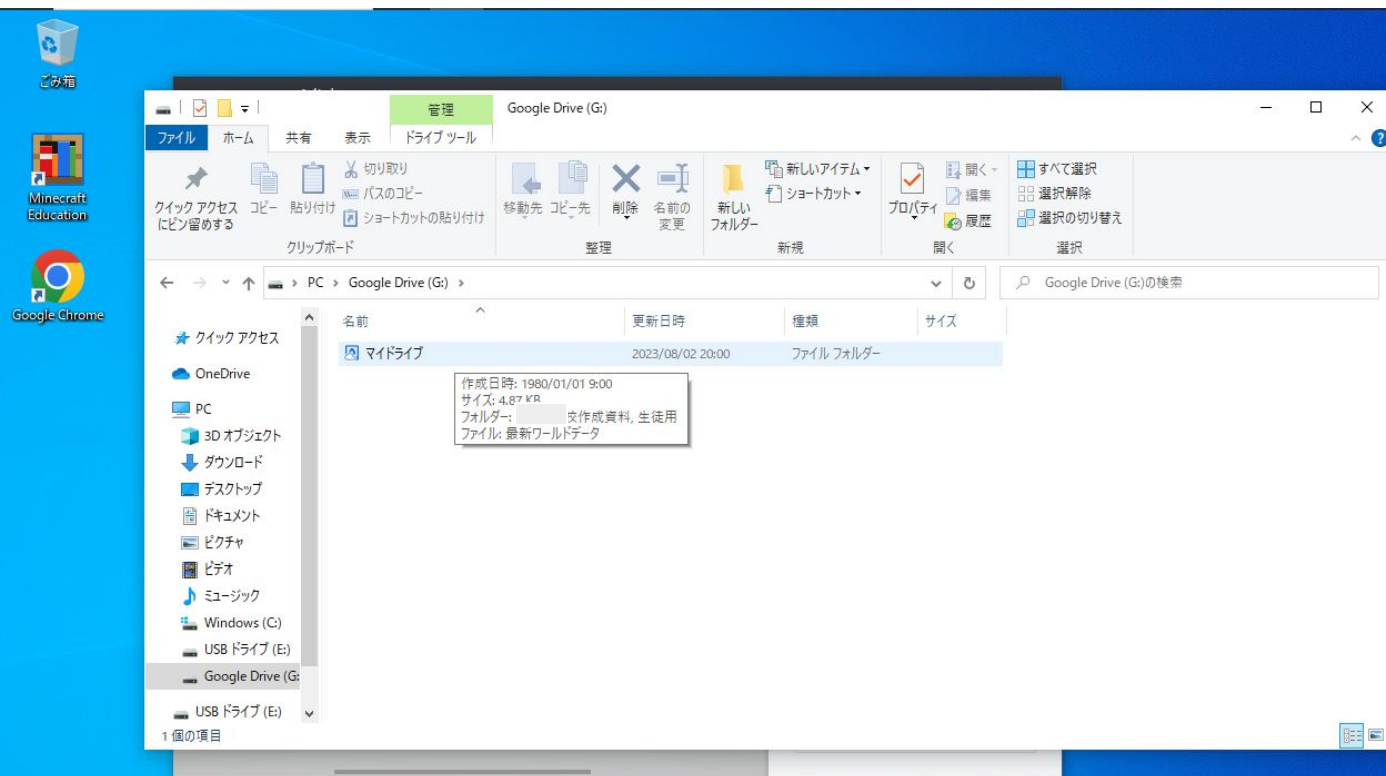 ごみ箱
Minecraft
Education
Google Chrome
管理
Google Drive (G:)
ファイル
ホーム
共有
表示
ドライブ ツール
クイック アクセス
にピン留めする
コピー
貼り付け
切り取り
パスのコピー
ショートカットの貼り付け
クリップボード
移動先
コピー先
削除
名前の
変更
整理
新しい
フォルダー
新しいアイテム
ショートカット
新規
プロパティ
開く
編集
履歴
開く
すべて選択
選択解除
選択の切り替え
選択
PC > Google Drive (G:) >
Google Drive (G:)の検索
名前
更新日時
種類
サイズ
マイドライブ
2023/08/02 20:00
ファイル フォルダー
作成日時: 1980/01/01 9:00
サイズ: 4.87 KB
フォルダー: 校作成資料, 生徒用
ファイル: 最新ワールドデータ
クイック アクセス
OneDrive
PC
3D オブジェクト
ダウンロード
デスクトップ
ドキュメント
ピクチャ
ビデオ
ミュージック
Windows (C:)
USB ドライブ (E:)
Google Drive (G:
USB ドライブ (E:)
1 個の項目